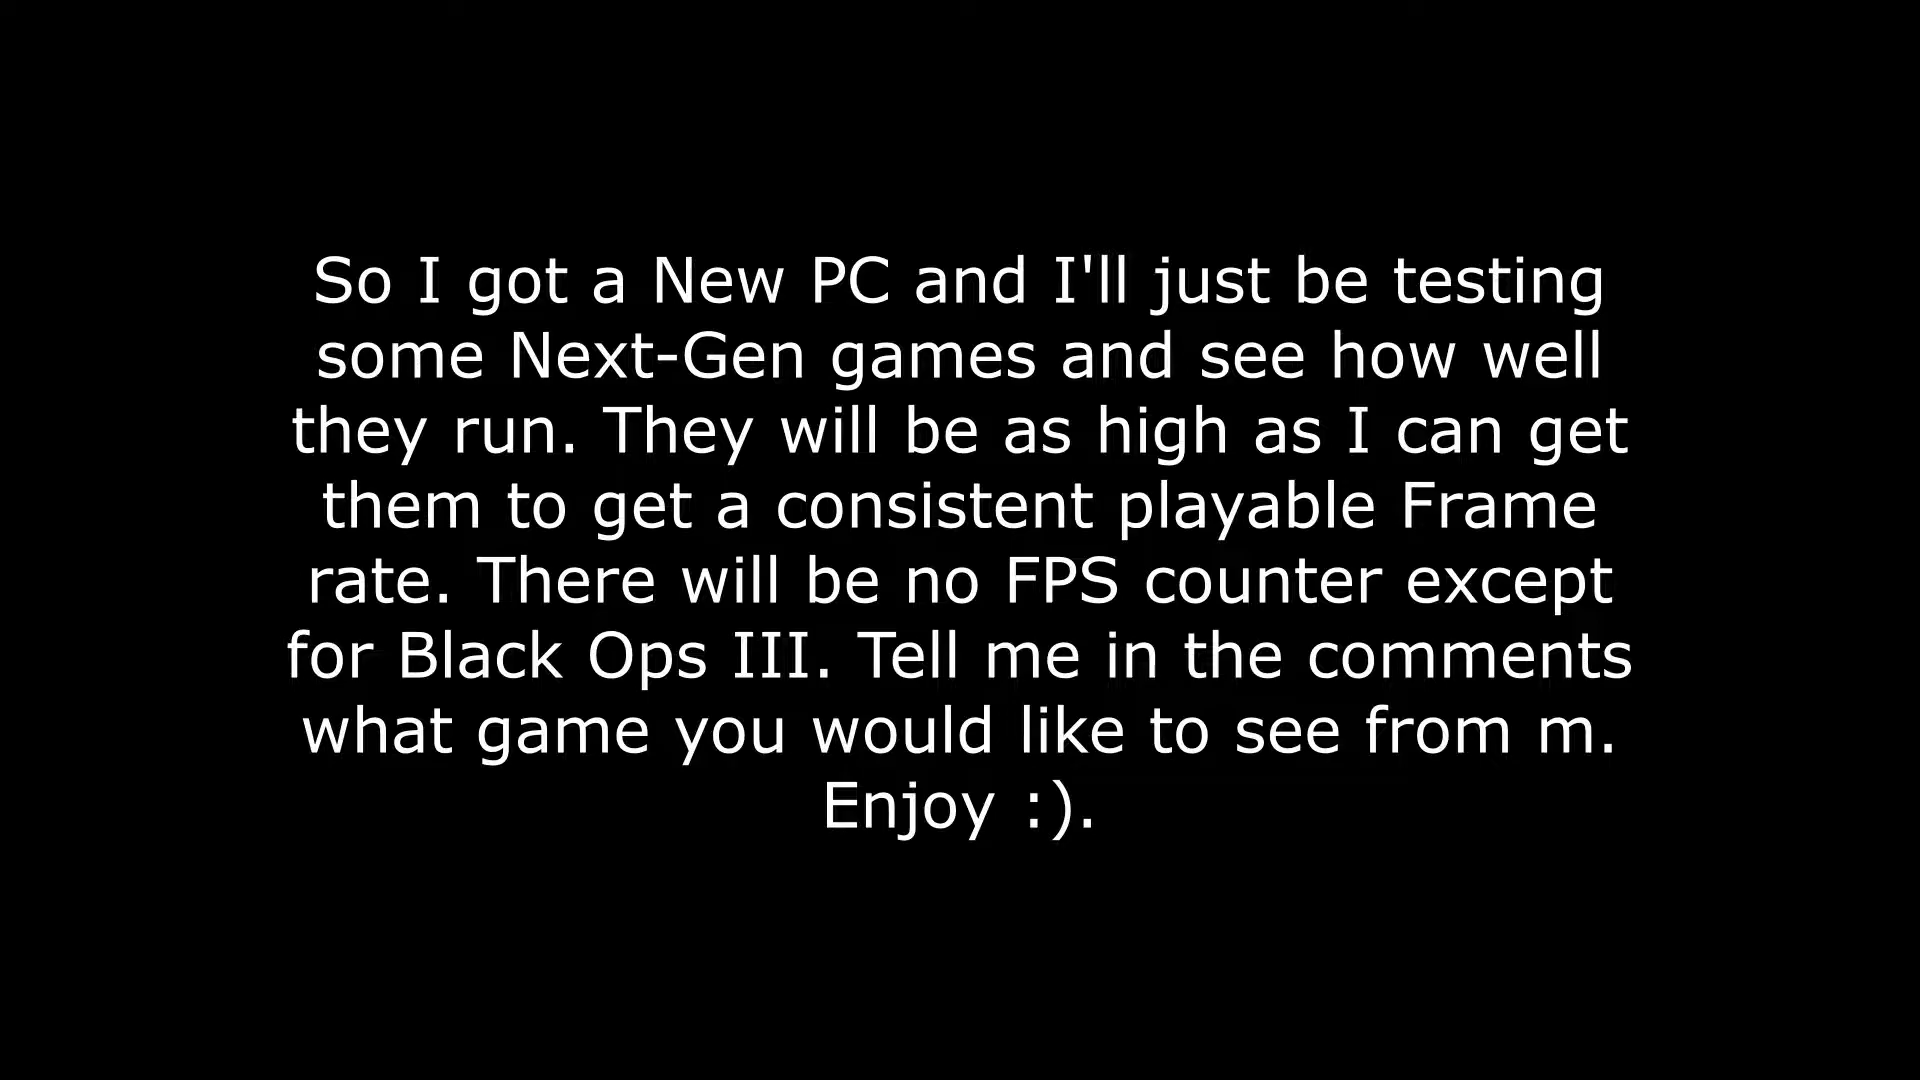 So I got a New PC and I'll just be testing
some Next-Gen games and see how well
they run. They will be as high as I can get
them to get a consistent playable Frame
rate. There will be no FPS counter except
for Black Ops III. Tell me in the comments
what game you would like to see from m.
Enjoy :).